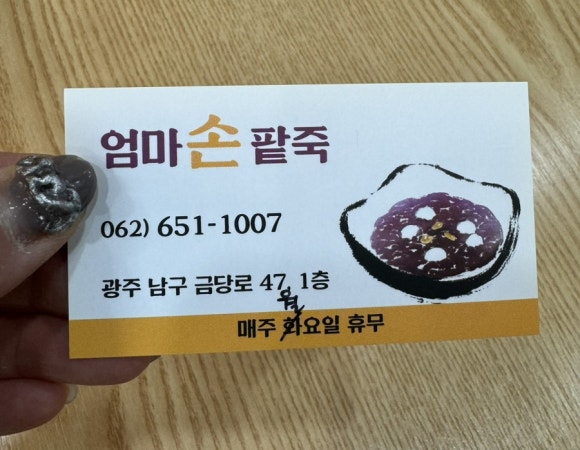 엄마손팥죽
062) 651-1007
광주 남구 금당로 47, 1층
월
매주 화요일 휴무